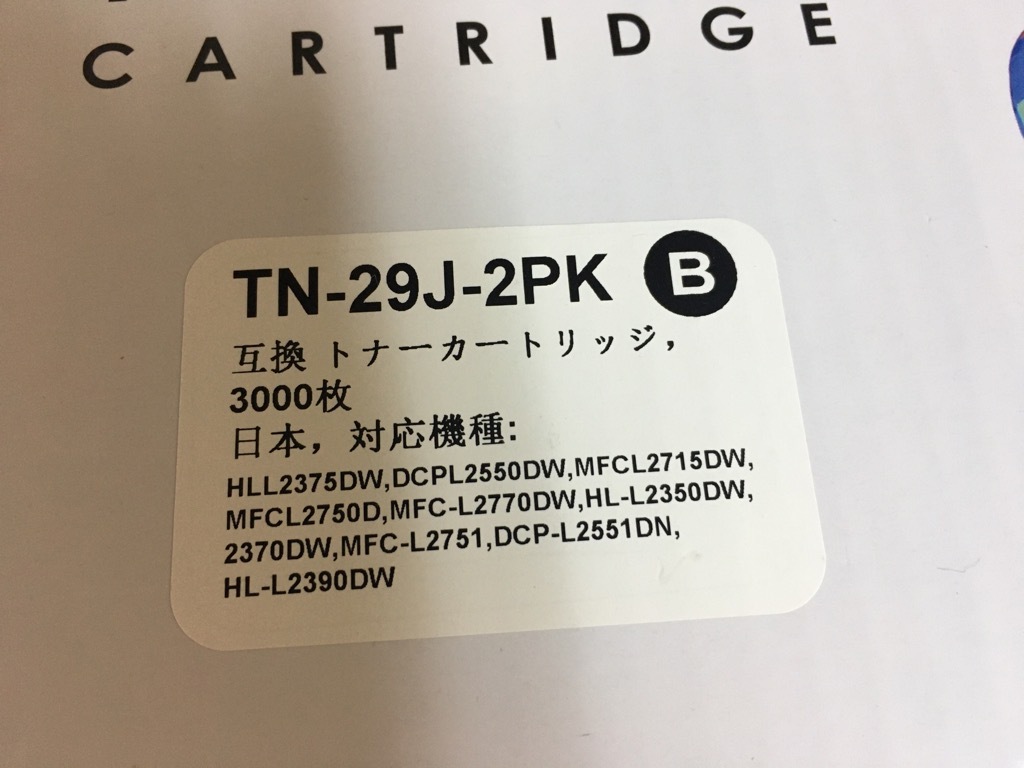 CARTRIDGE
TN-29J-2PK B
互換 トナーカートリッジ,
3000枚
日本, 対応機種:
HLL2375DW,DCPL2550DW,MFCL2715DW,
MFCL2750D,MFC-L2770DW,HL-L2350DW,
2370DW,MFC-L2751,DCP-L2551DN,
HL-L2390DW